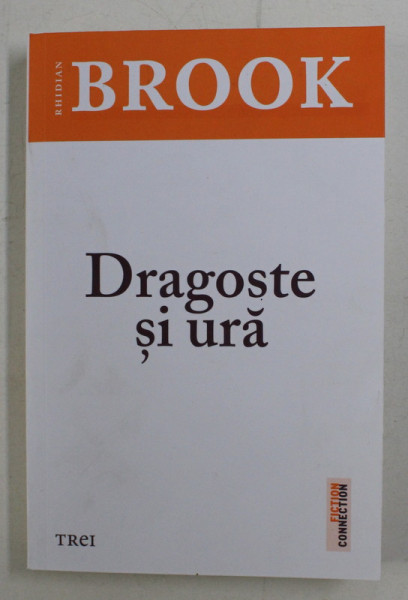 RHIDIAN
BROOK
Dragoste
și ură
FICTION
CONNECTION
TREI